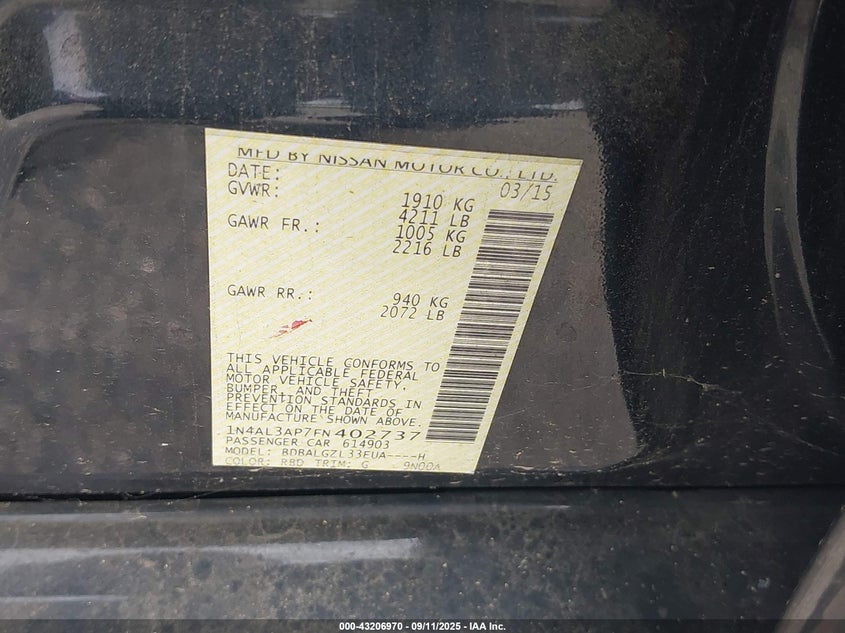 MFD BY NISSAN MOTOR CO., LTD.
DATE: 03/15
GVWR: 1910 KG
4211 LB
GAWR FR.: 1005 KG
2216 LB
GAWR RR.: 940 KG
2072 LB
THIS VEHICLE CONFORMS TO
ALL APPLICABLE FEDERAL
MOTOR VEHICLE SAFETY,
BUMPER, AND THEFT
PREVENTION STANDARDS IN
EFFECT ON THE DATE OF
MANUFACTURE SHOWN ABOVE.
1N4AL3AP7FN402737
PASSENGER CAR 614903
MODEL: BDBALGZL33EUA----H
COLOR: RBD TRIM: G 9N00A
000-43206970 - 09/11/2025 - IAA Inc.